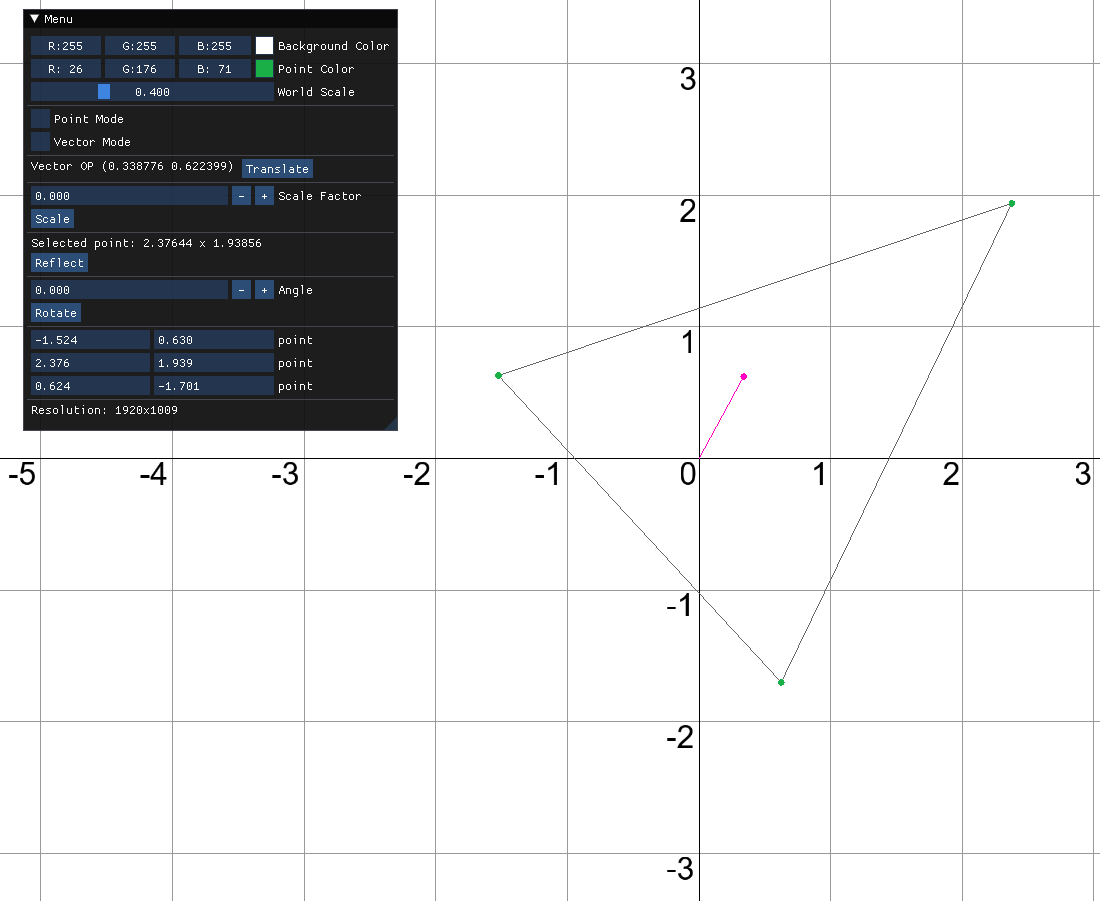 Menu
R:255 G:255 B:255 Background Color
R: 26 G:176 B: 71 Point Color
0.400 World Scale
Point Mode
Vector Mode
Vector OP (0.338776 0.622399) Translate
0.000 - + Scale Factor
Scale
Selected point: 2.37644 x 1.93856
Reflect
0.000 - + Angle
Rotate
-1.524 0.630 point
2.376 1.939 point
0.624 -1.701 point
Resolution: 1920x1009
3
2
1
-5 -4 -3 -2 -1 0 1 2 3
-1
-2
-3